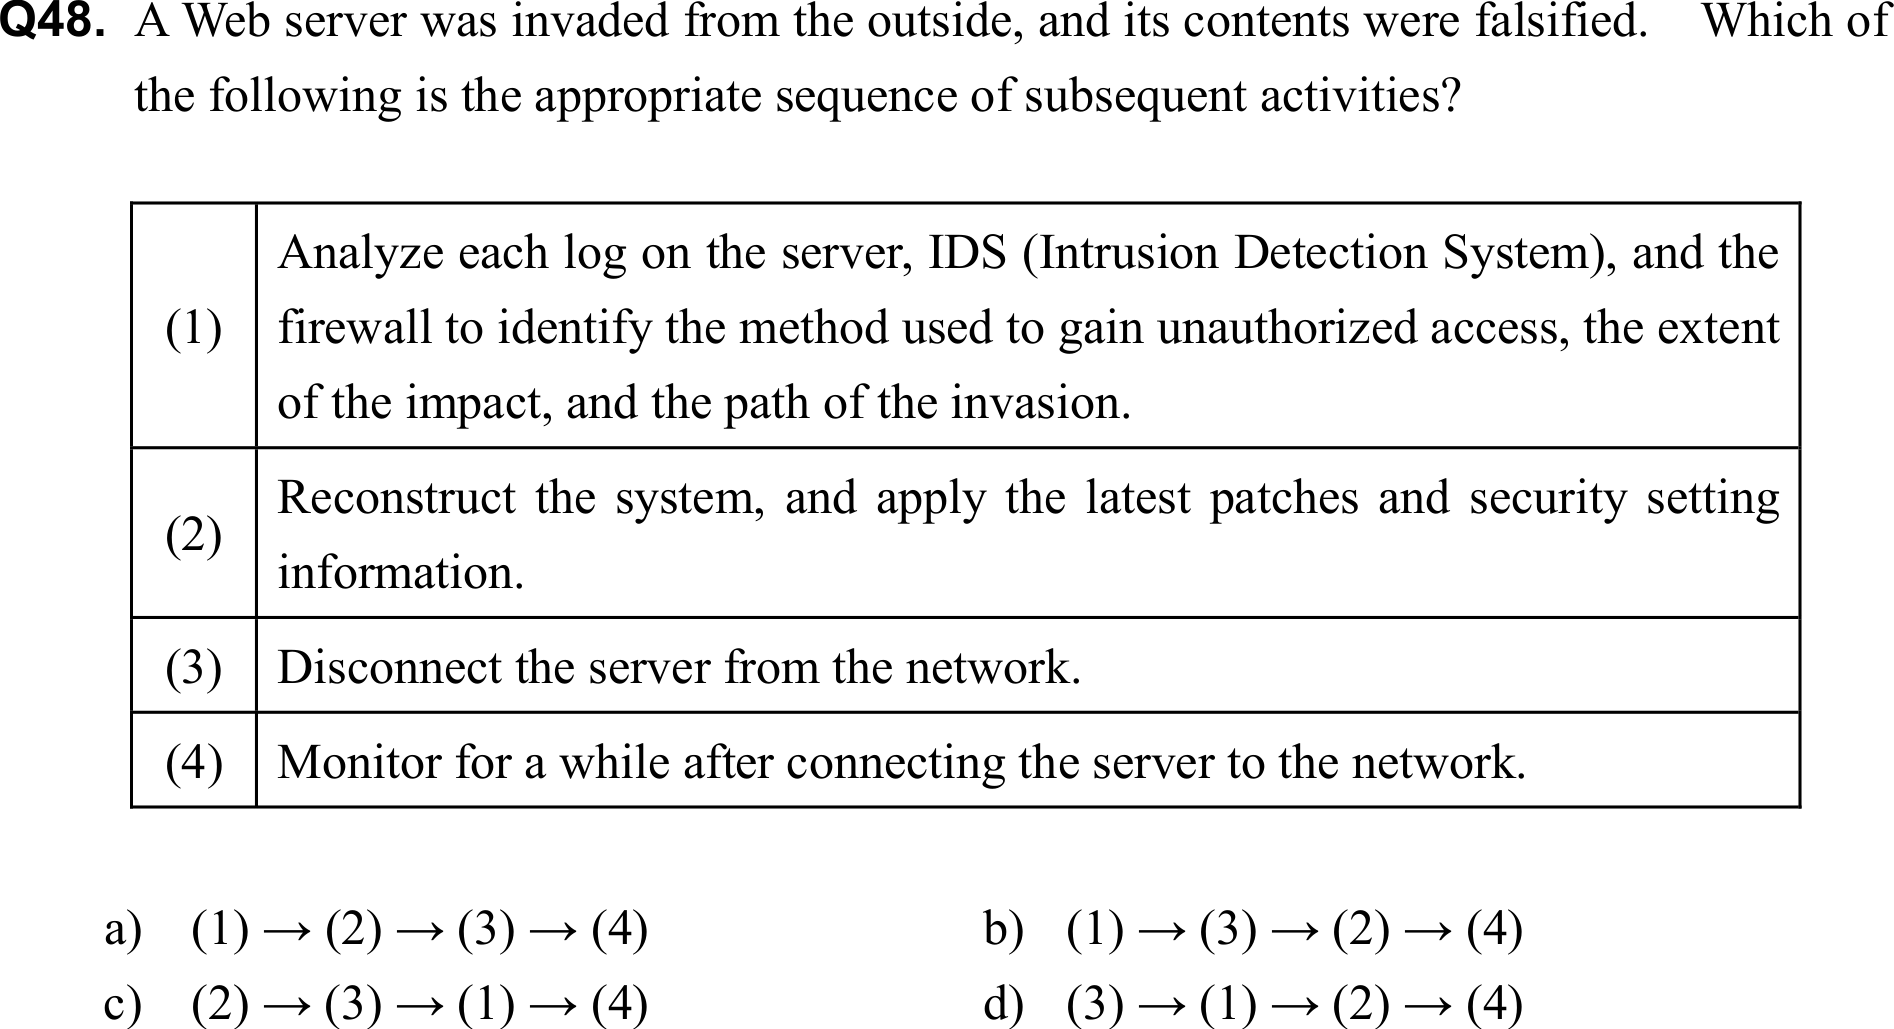 Q48. A Web server was invaded from the outside, and its contents were falsified. Which of
the following is the appropriate sequence of subsequent activities?
(1) Analyze each log on the server, IDS (Intrusion Detection System), and the
firewall to identify the method used to gain unauthorized access, the extent
of the impact, and the path of the invasion.
(2) Reconstruct the system, and apply the latest patches and security setting
information.
(3) Disconnect the server from the network.
(4) Monitor for a while after connecting the server to the network.
a) (1) → (2) → (3) → (4) b) (1) → (3) → (2) → (4)
c) (2) → (3) → (1) → (4) d) (3) → (1) → (2) → (4)